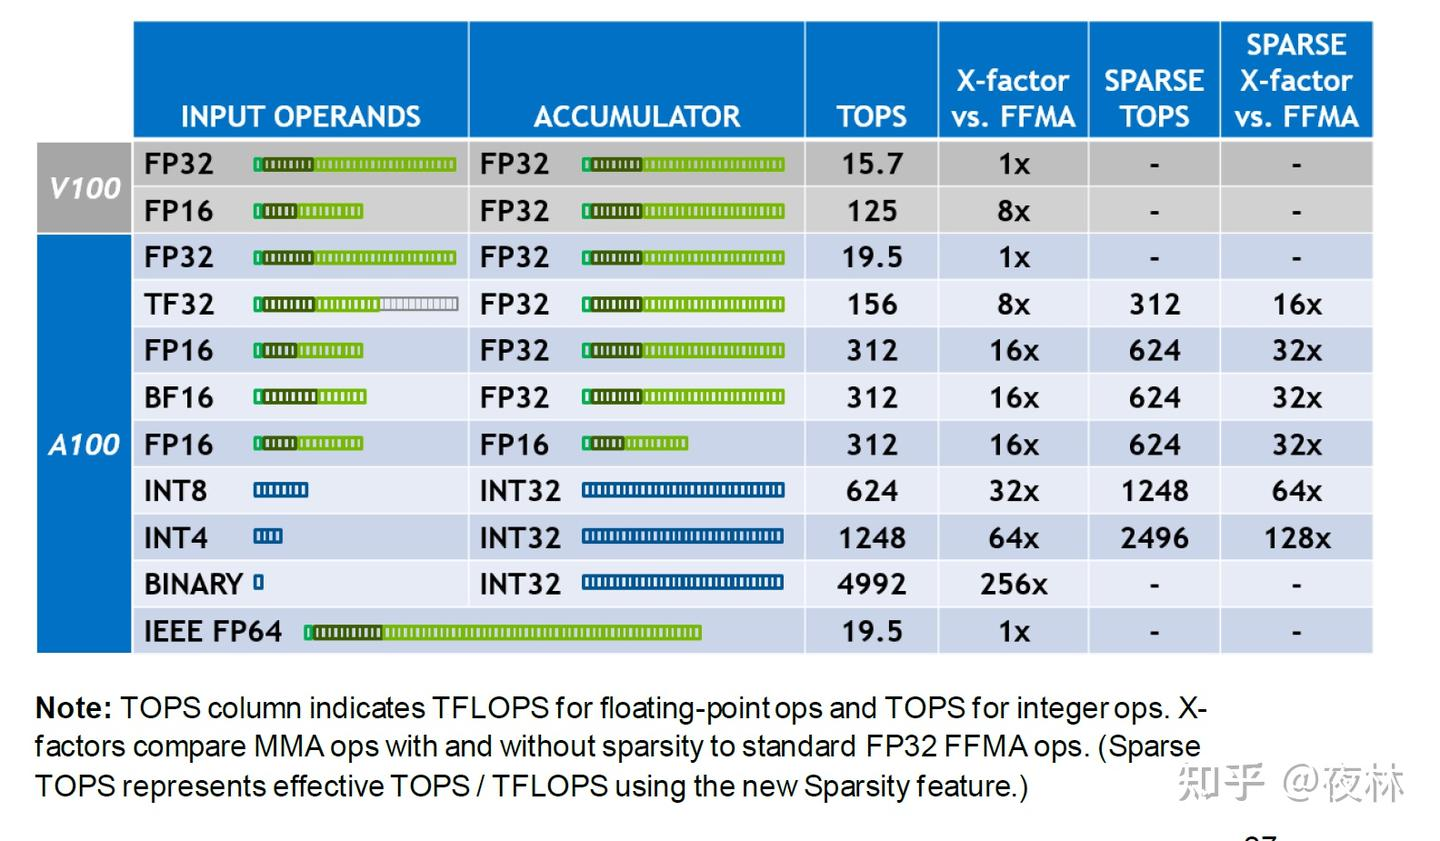 INPUT OPERANDS ACCUMULATOR TOPS X-factor vs. FFMA SPARSE TOPS SPARSE X-factor vs. FFMA
V100
FP32 FP32 15.7 1x - -
FP16 FP32 125 8x - -
A100
FP32 FP32 19.5 1x - -
TF32 FP32 156 8x 312 16x
FP16 FP32 312 16x 624 32x
BF16 FP32 312 16x 624 32x
FP16 FP16 312 16x 624 32x
INT8 INT32 624 32x 1248 64x
INT4 INT32 1248 64x 2496 128x
BINARY INT32 4992 256x - -
IEEE FP64 19.5 1x - -
Note: TOPS column indicates TFLOPS for floating-point ops and TOPS for integer ops. X-
factors compare MMA ops with and without sparsity to standard FP32 FFMA ops. (Sparse
TOPS represents effective TOPS / TFLOPS using the new Sparsity feature.)
知乎 @夜林